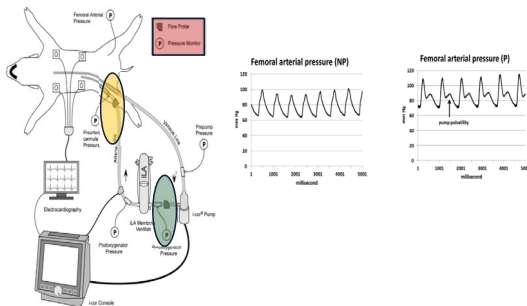 Femoral Arterial
Pressure
P
Flow Probe
P
Pressure Monitor
P
Pressure
Arterial Line
Venous Line
Prepump
Pressure
P
iLA
Electrocardiography
P
Postoxygenator
Pressure
iLA Membrane
Ventilator
P
Pressure
i-cor® Pump
i-cor Console
Femoral arterial pressure (NP)
mm Hg
120
100
80
60
40
20
0
1
1001
2001
3001
4001
5001
millisecond
Femoral arterial pressure (P)
mm Hg
120
100
80
60
40
20
0
pump pulsatility
1
1001
2001
3001
4001
5001
millisecond